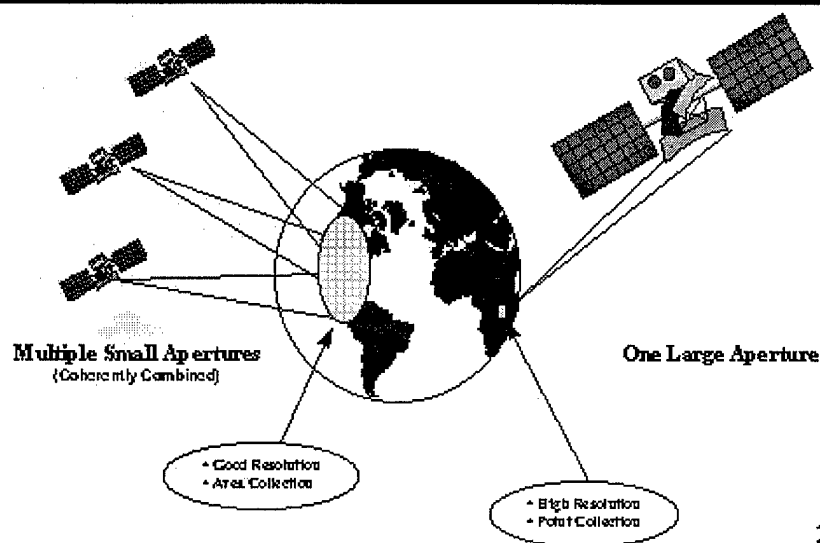 Multiple Small Apertures
(Coherently Combined)
One Large Aperture
• Good Resolution
• Area Collection
• High Resolution
• Point Collection